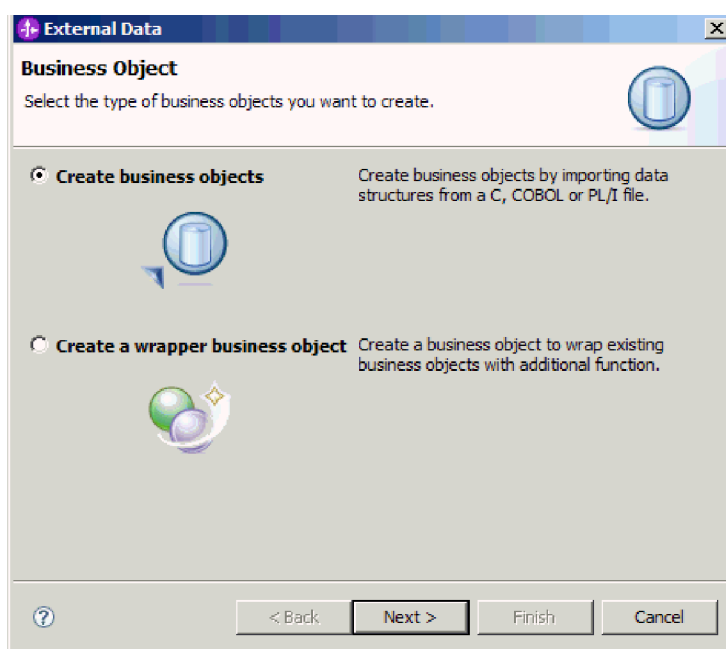 External Data
Business Object
Select the type of business objects you want to create.
Create business objects
Create business objects by importing data
structures from a C, COBOL or PL/I file.
Create a wrapper business object
Create a business object to wrap existing
business objects with additional function.
?
< Back
Next >
Finish
Cancel